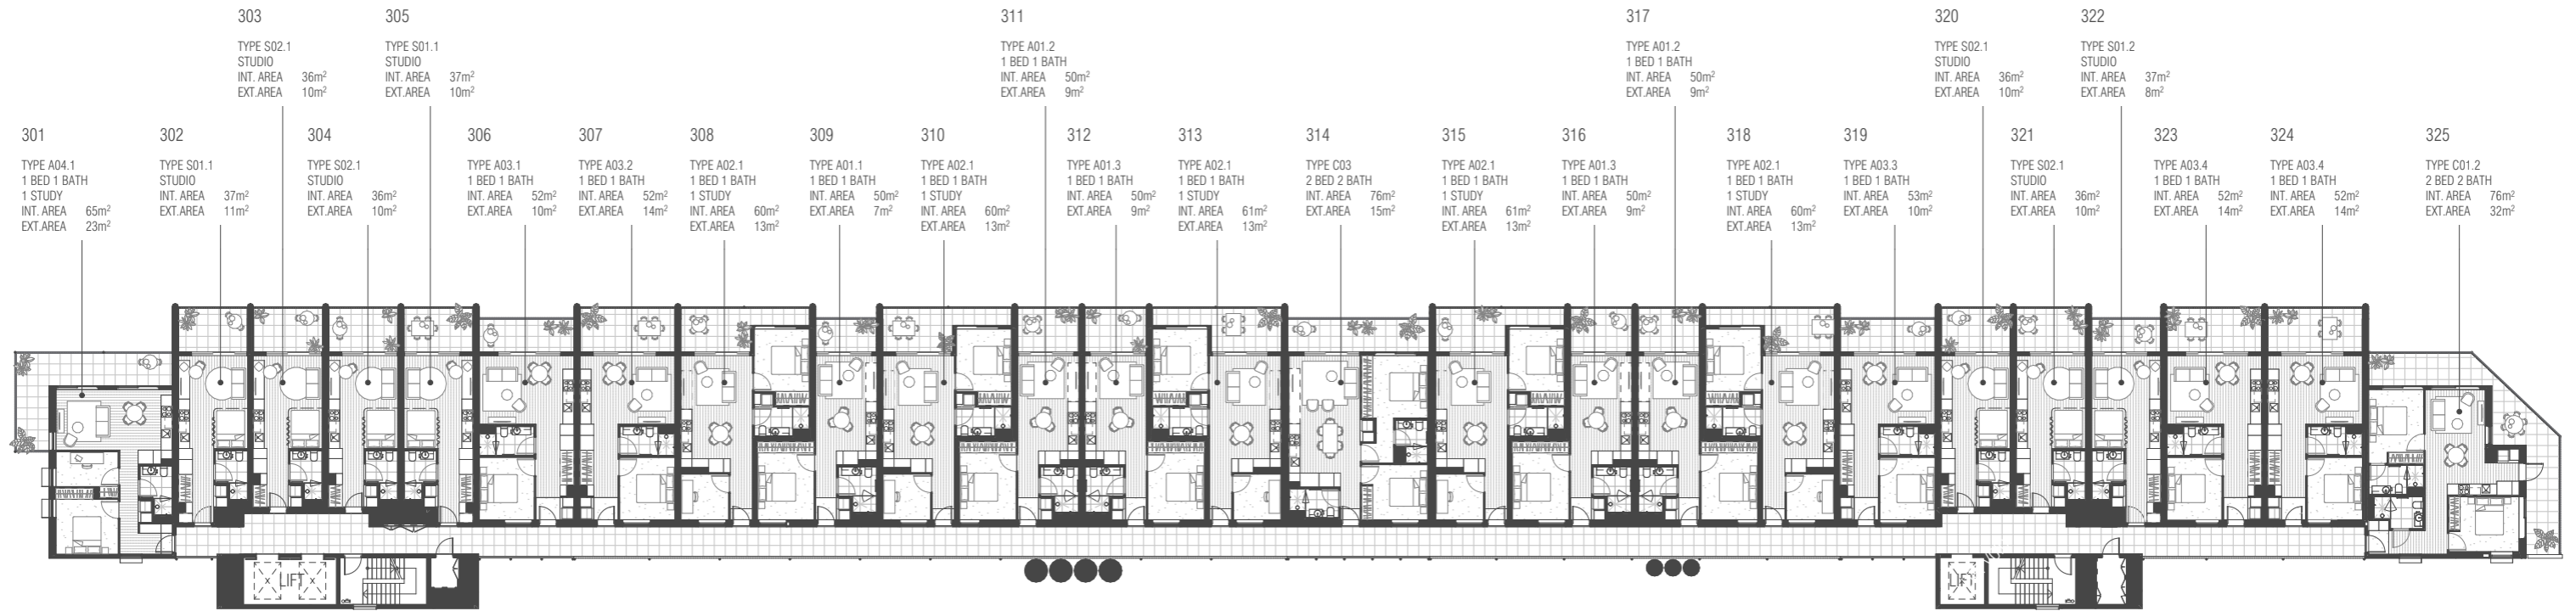 303
TYPE S02.1
STUDIO
INT. AREA 36m²
EXT.AREA 10m²
305
TYPE S01.1
STUDIO
INT. AREA 37m²
EXT.AREA 10m²
311
TYPE A01.2
1 BED 1 BATH
INT. AREA 50m²
EXT.AREA 9m²
317
TYPE A01.2
1 BED 1 BATH
INT. AREA 50m²
EXT.AREA 9m²
320
TYPE S02.1
STUDIO
INT. AREA 36m²
EXT.AREA 10m²
322
TYPE S01.2
STUDIO
INT. AREA 37m²
EXT.AREA 8m²
301
TYPE A04.1
1 BED 1 BATH
1 STUDY
INT. AREA 65m²
EXT.AREA 23m²
302
TYPE S01.1
STUDIO
INT. AREA 37m²
EXT.AREA 11m²
304
TYPE S02.1
STUDIO
INT. AREA 36m²
EXT.AREA 10m²
306
TYPE A03.1
1 BED 1 BATH
INT. AREA 52m²
EXT.AREA 10m²
307
TYPE A03.2
1 BED 1 BATH
INT. AREA 52m²
EXT.AREA 14m²
308
TYPE A02.1
1 BED 1 BATH
1 STUDY
INT. AREA 60m²
EXT.AREA 13m²
309
TYPE A01.1
1 BED 1 BATH
INT. AREA 50m²
EXT.AREA 7m²
310
TYPE A02.1
1 BED 1 BATH
1 STUDY
INT. AREA 60m²
EXT.AREA 13m²
312
TYPE A01.3
1 BED 1 BATH
INT. AREA 50m²
EXT.AREA 9m²
313
TYPE A02.1
1 BED 1 BATH
1 STUDY
INT. AREA 61m²
EXT.AREA 13m²
314
TYPE C03
2 BED 2 BATH
INT. AREA 76m²
EXT.AREA 15m²
315
TYPE A02.1
1 BED 1 BATH
1 STUDY
INT. AREA 61m²
EXT.AREA 13m²
316
TYPE A01.3
1 BED 1 BATH
INT. AREA 50m²
EXT.AREA 9m²
318
TYPE A02.1
1 BED 1 BATH
1 STUDY
INT. AREA 60m²
EXT.AREA 13m²
319
TYPE A03.3
1 BED 1 BATH
INT. AREA 53m²
EXT.AREA 10m²
321
TYPE S02.1
STUDIO
INT. AREA 36m²
EXT.AREA 10m²
323
TYPE A03.4
1 BED 1 BATH
INT. AREA 52m²
EXT.AREA 14m²
324
TYPE A03.4
1 BED 1 BATH
INT. AREA 52m²
EXT.AREA 14m²
325
TYPE C01.2
2 BED 2 BATH
INT. AREA 76m²
EXT.AREA 32m²
LIFT
LIFT